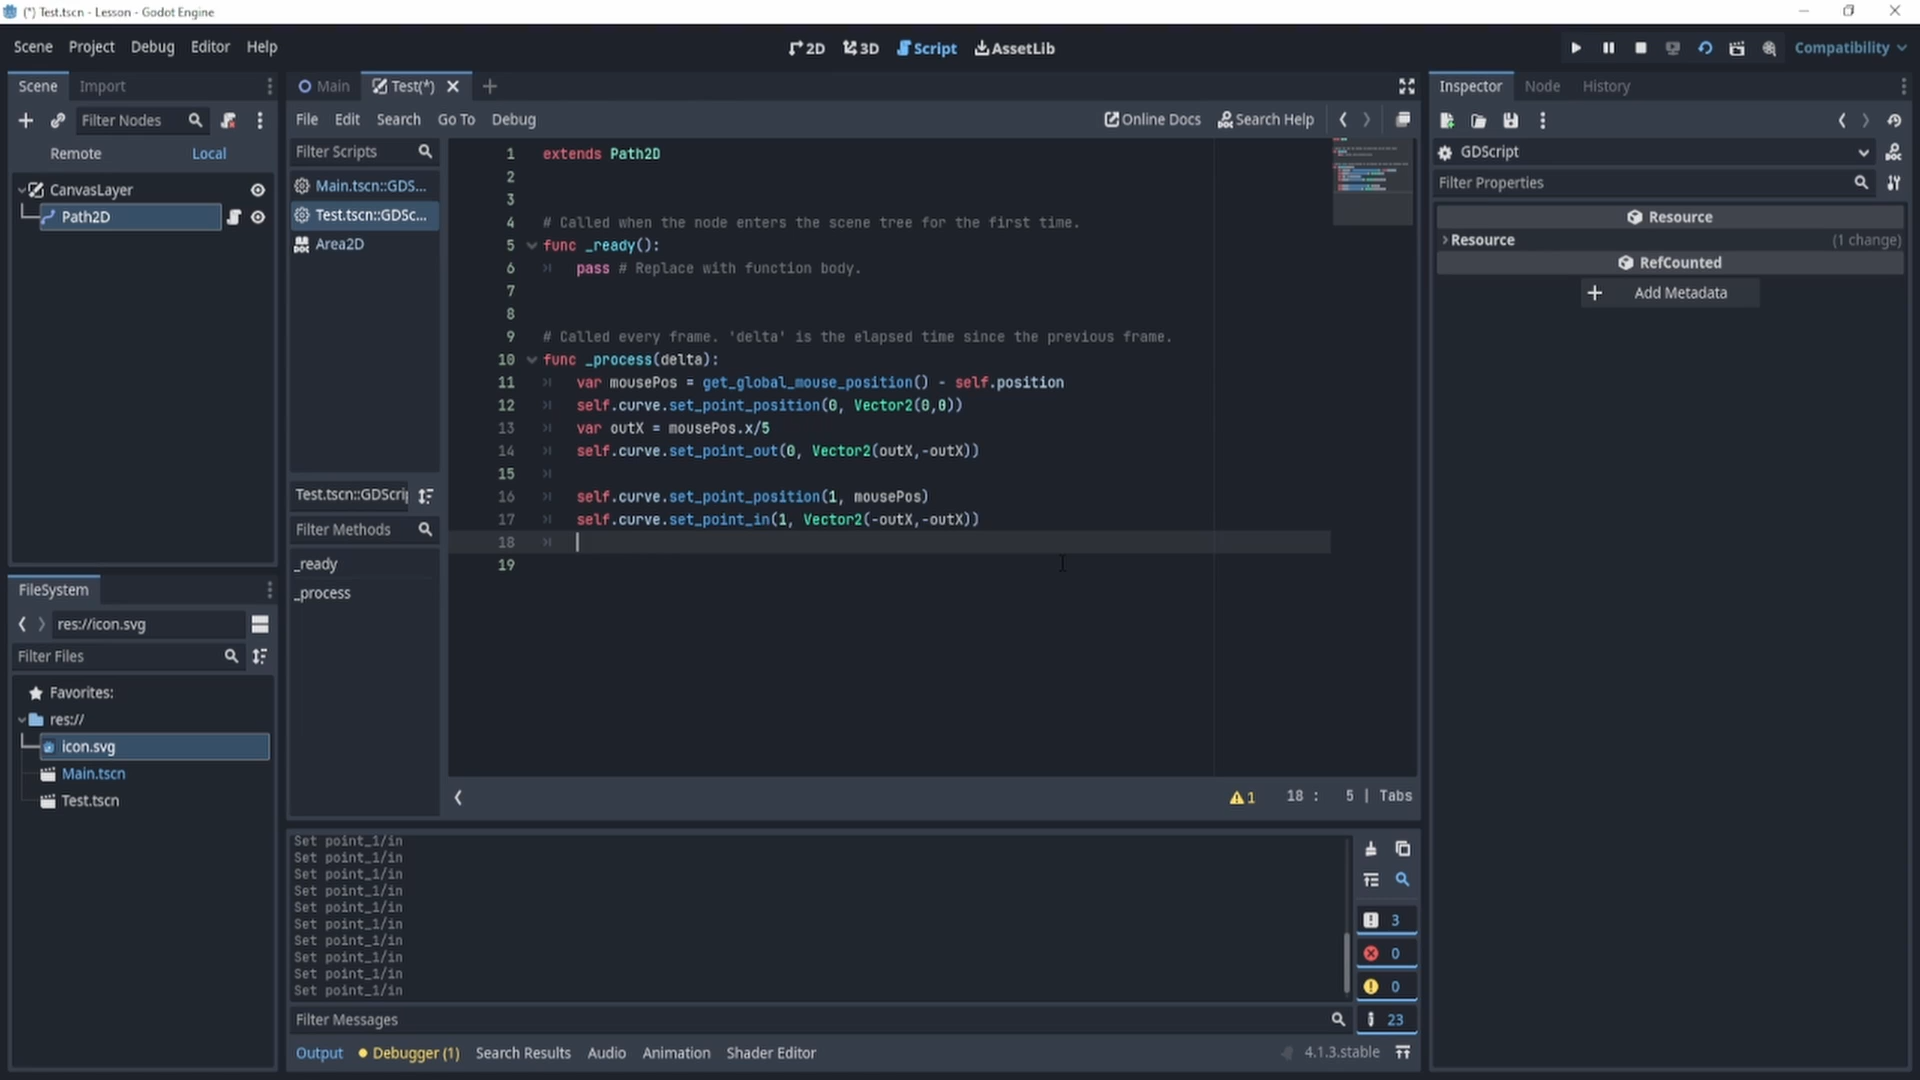 (*) Test.tscn - Lesson - Godot Engine
Scene Project Debug Editor Help
2D 3D Script AssetLib
Compatibility
Scene Import
Filter Nodes
Remote Local
CanvasLayer
Path2D
Main Test(*)
File Edit Search Go To Debug
Online Docs Search Help
Filter Scripts
Main.tscn::GDS...
Test.tscn::GDSc...
Area2D
Test.tscn::GDScri
Filter Methods
_ready
_process
1 extends Path2D
2
3
4 # Called when the node enters the scene tree for the first time.
5 func _ready():
6 pass # Replace with function body.
7
8
9 # Called every frame. 'delta' is the elapsed time since the previous frame.
10 func _process(delta):
11 var mousePos = get_global_mouse_position() - self.position
12 self.curve.set_point_position(0, Vector2(0,0))
13 var outX = mousePos.x/5
14 self.curve.set_point_out(0, Vector2(outX,-outX))
15
16 self.curve.set_point_position(1, mousePos)
17 self.curve.set_point_in(1, Vector2(-outX,-outX))
18
19
1 18 : 5 | Tabs
Inspector Node History
GDScript
Filter Properties
Resource
Resource (1 change)
RefCounted
Add Metadata
FileSystem
res://icon.svg
Filter Files
Favorites:
res://
icon.svg
Main.tscn
Test.tscn
Set point_1/in
Set point_1/in
Set point_1/in
Set point_1/in
Set point_1/in
Set point_1/in
Set point_1/in
Set point_1/in
Set point_1/in
Set point_1/in
3
0
0
23
Filter Messages
Output Debugger (1) Search Results Audio Animation Shader Editor
4.1.3.stable